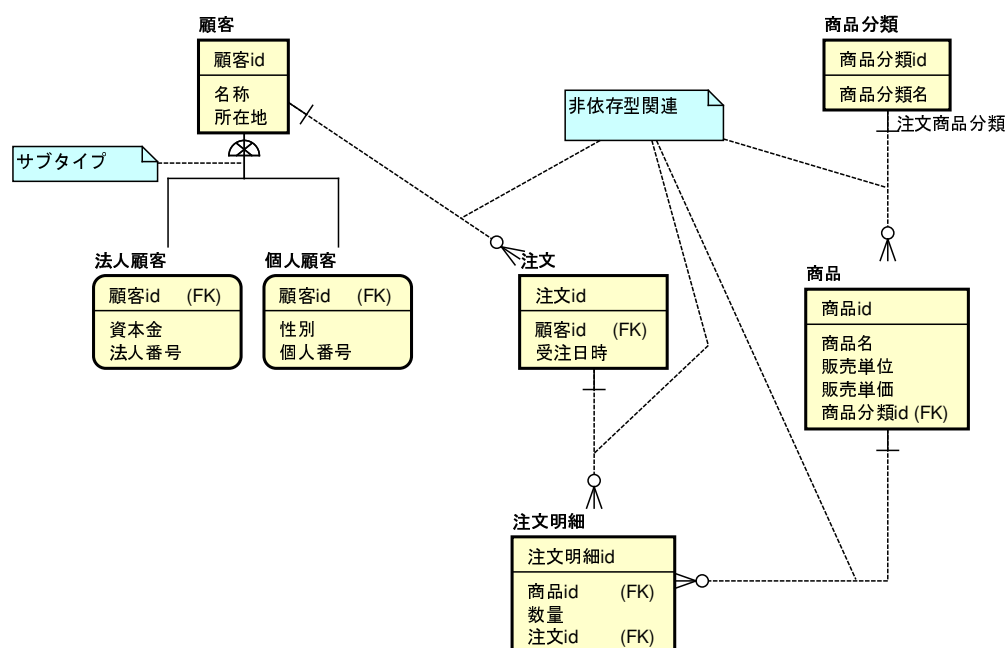 顧客
顧客id
名称
所在地
サブタイプ
法人顧客
顧客id (FK)
資本金
法人番号
個人顧客
顧客id (FK)
性別
個人番号
非依存型関連
商品分類
商品分類id
商品分類名
注文商品分類
注文
注文id
顧客id (FK)
受注日時
商品
商品id
商品名
販売単位
販売単価
商品分類id (FK)
注文明細
注文明細id
商品id (FK)
数量
注文id (FK)